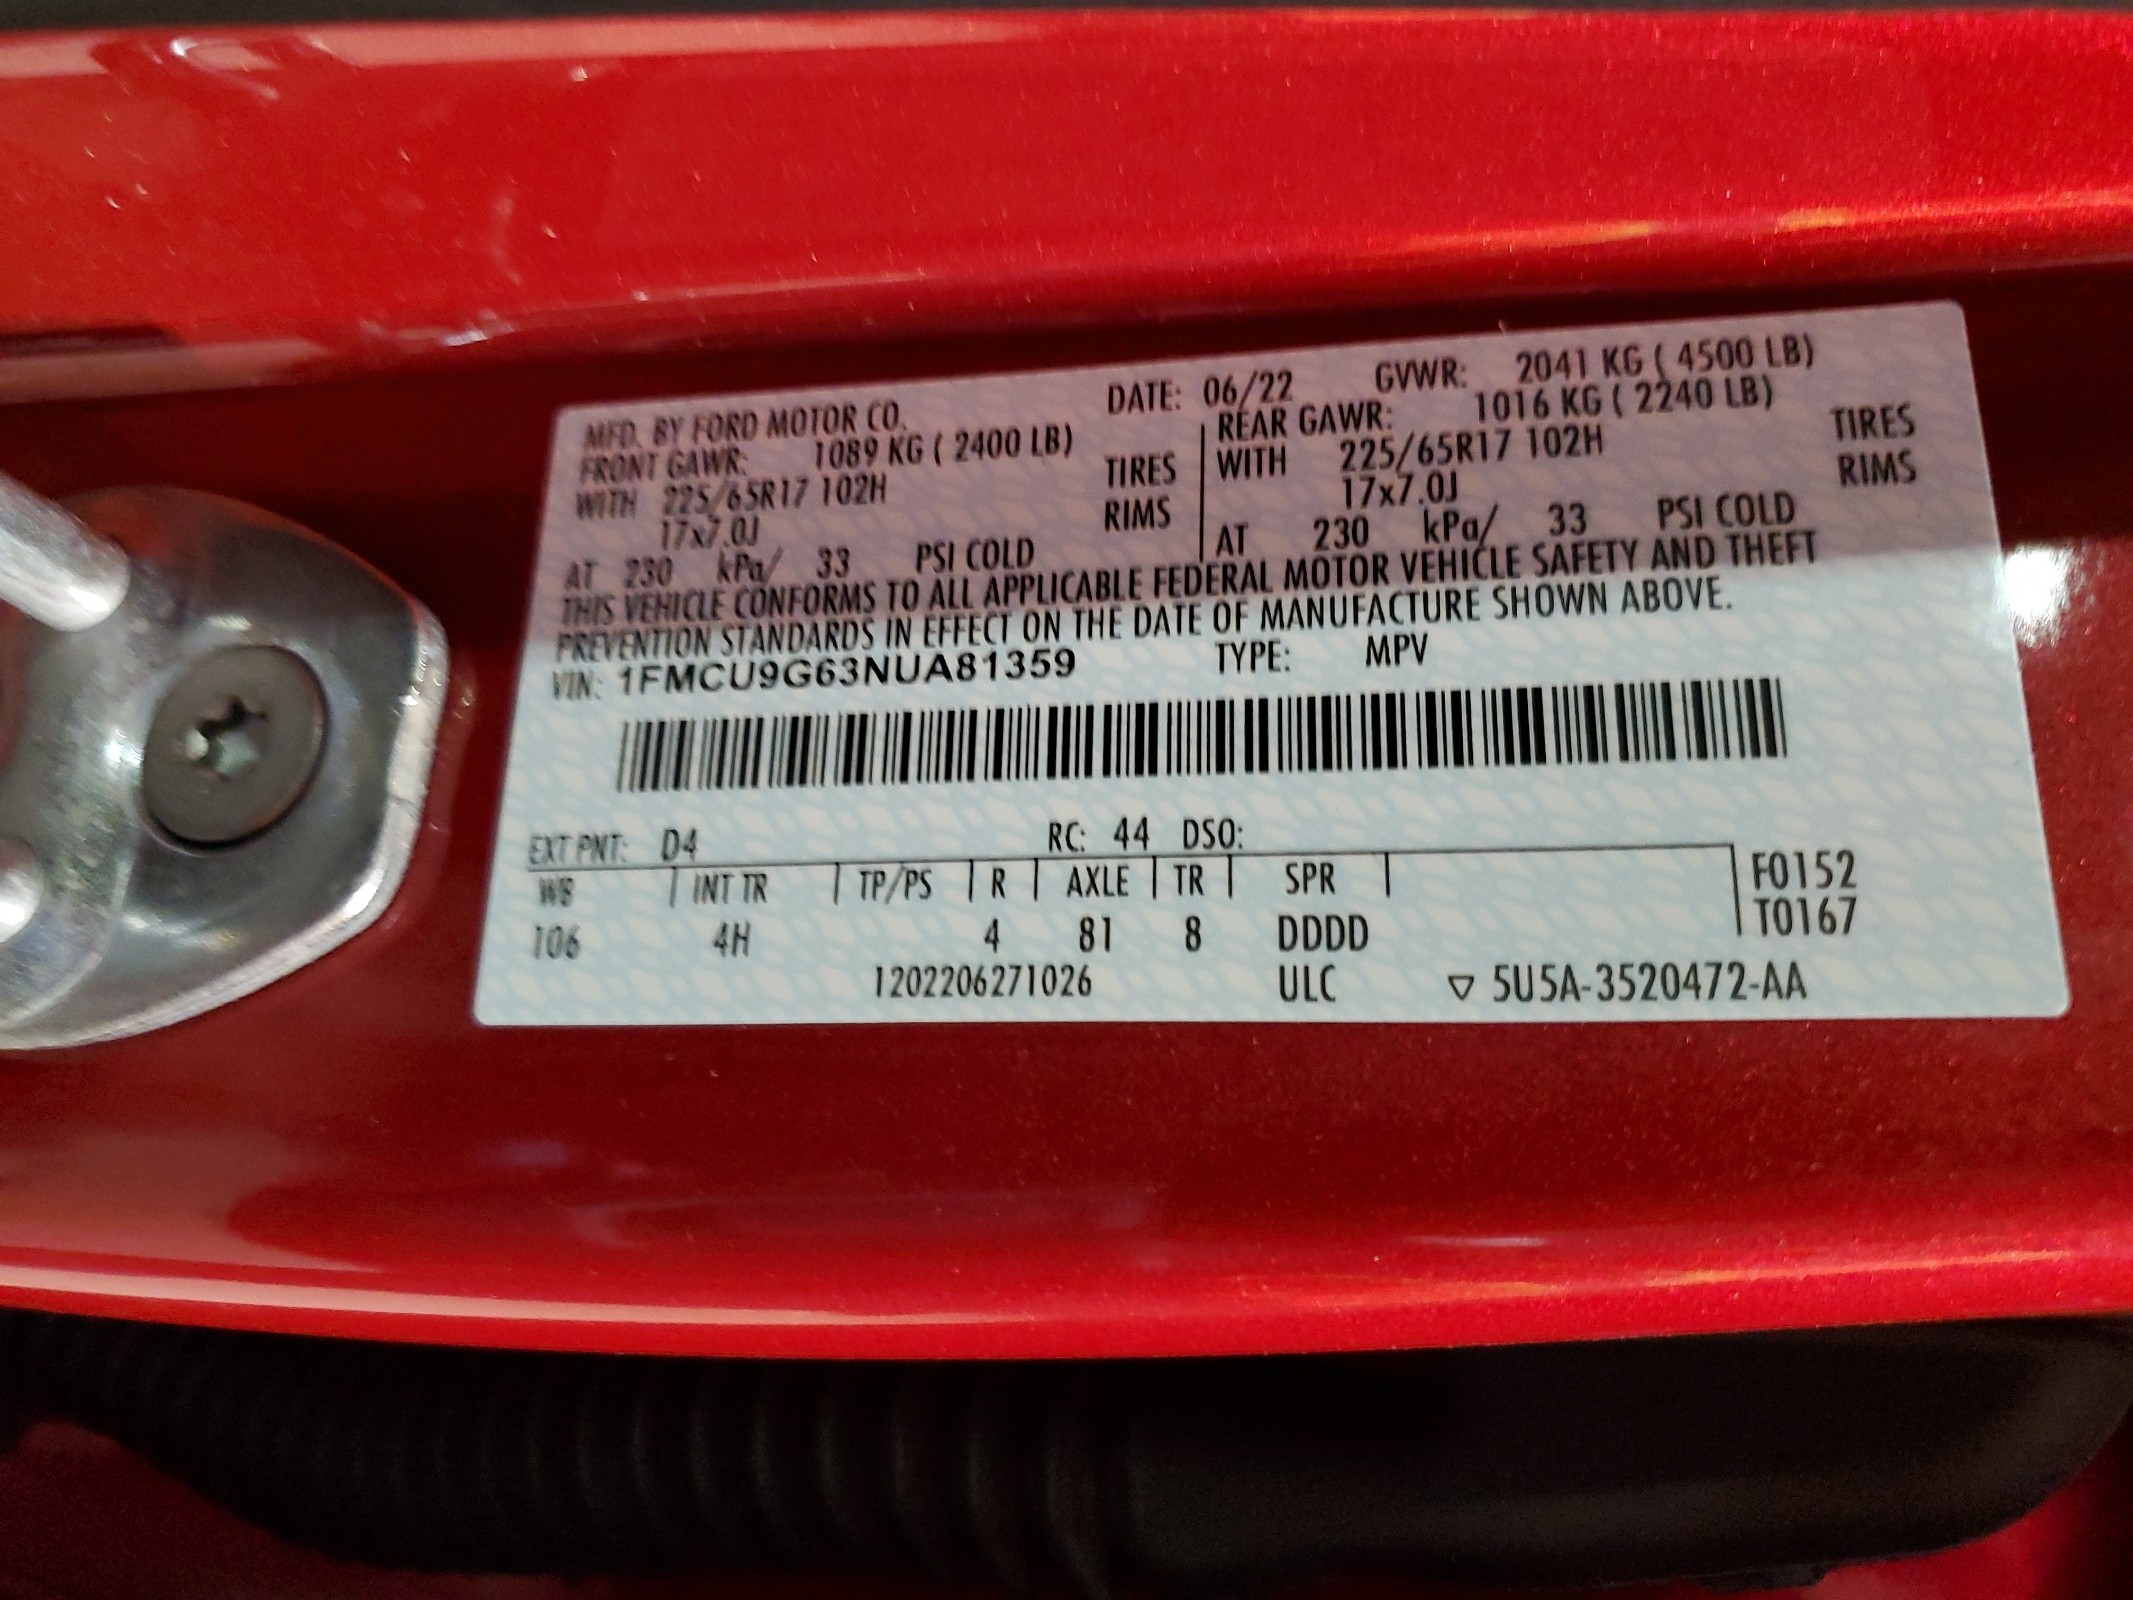 MFD. BY FORD MOTOR CO. DATE: 06/22 GVWR: 2041 KG ( 4500 LB)
FRONT GAWR: 1089 KG ( 2400 LB) REAR GAWR: 1016 KG ( 2240 LB)
WITH 225/65R17 102H TIRES WITH 225/65R17 102H TIRES
17x7.0J RIMS 17x7.0J RIMS
AT 230 kPa/ 33 PSI COLD AT 230 kPa/ 33 PSI COLD
THIS VEHICLE CONFORMS TO ALL APPLICABLE FEDERAL MOTOR VEHICLE SAFETY AND THEFT
PREVENTION STANDARDS IN EFFECT ON THE DATE OF MANUFACTURE SHOWN ABOVE.
VIN: 1FMCU9G63NUA81359 TYPE: MPV
EXT PNT: D4 RC: 44 DSO:
WB INT TR TP/PS R AXLE TR SPR F0152
T0167
106 4H 4 81 8 DDDD
1202206271026 ULC ▽ 5U5A-3520472-AA